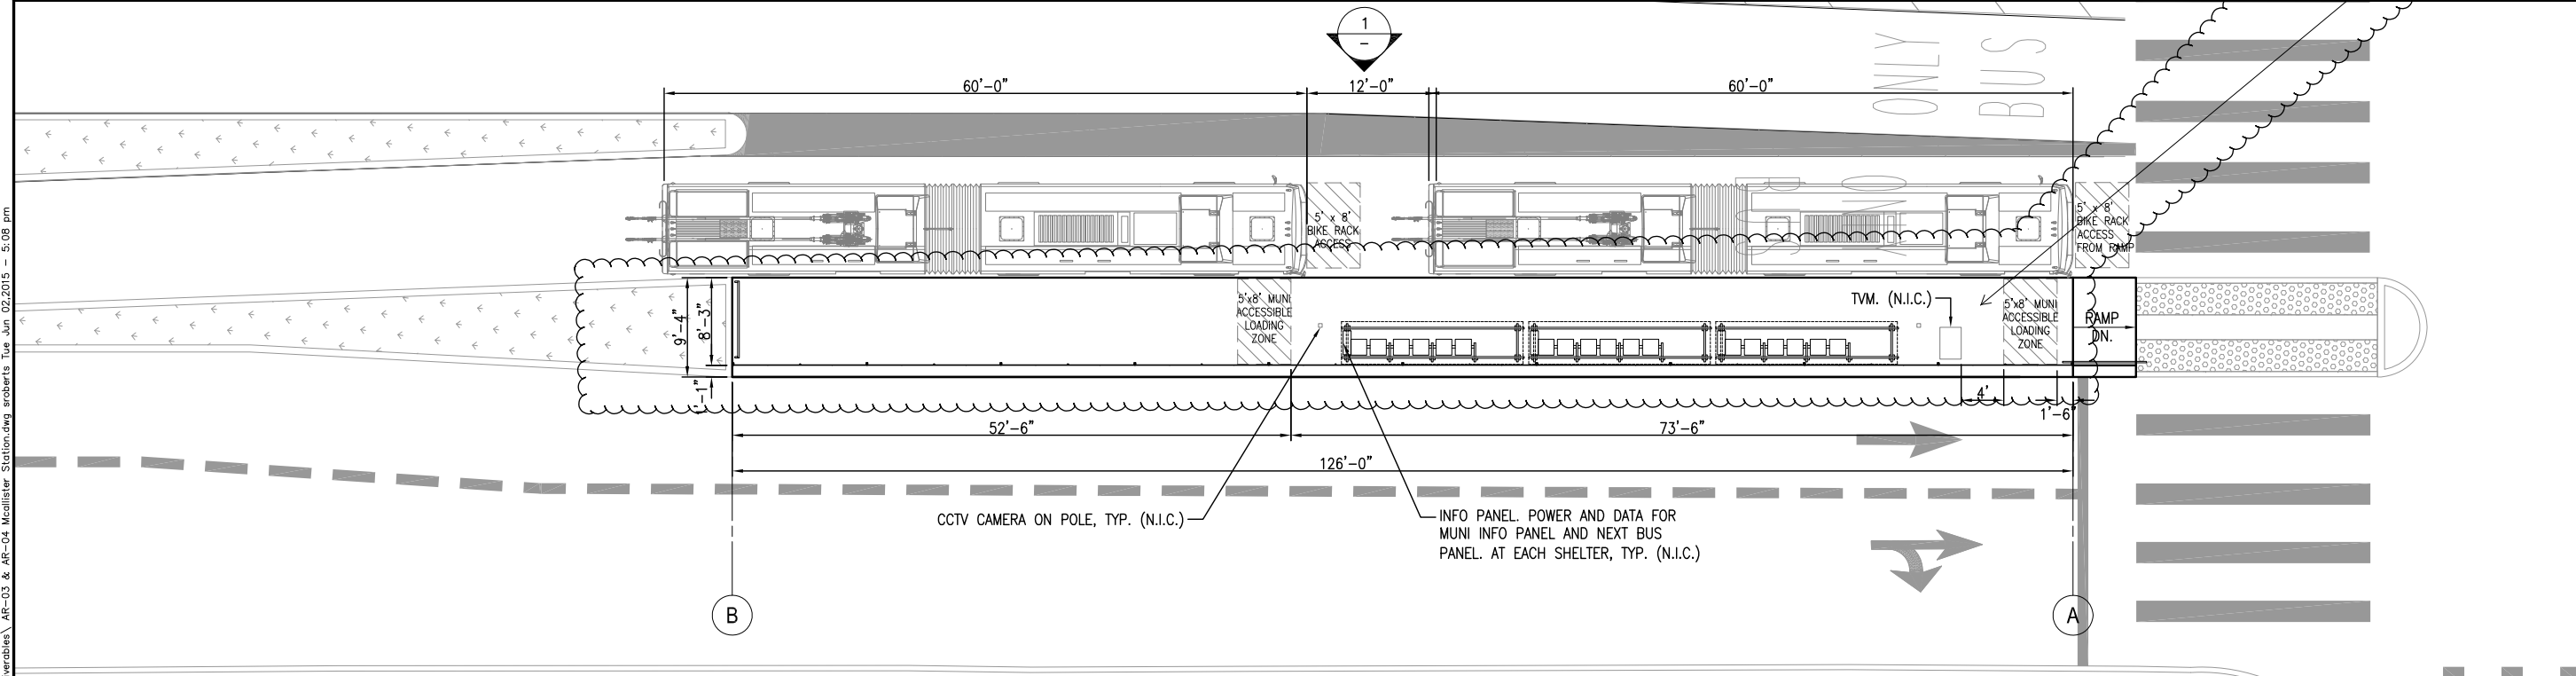 1
-
60'-0"
12'-0"
60'-0"
ONLY
BUS
5' x 8'
BIKE RACK
ACCESS
5' x 8'
BIKE RACK
ACCESS
FROM RAMP
9'-4"
8'-3"
1'-1"
5'x8' MUNI
ACCESSIBLE
LOADING
ZONE
TVM. (N.I.C.)
5'x8' MUNI
ACCESSIBLE
LOADING
ZONE
RAMP
DN.
4'
1'-6"
52'-6"
73'-6"
126'-0"
CCTV CAMERA ON POLE, TYP. (N.I.C.)
INFO PANEL. POWER AND DATA FOR
MUNI INFO PANEL AND NEXT BUS
PANEL. AT EACH SHELTER, TYP. (N.I.C.)
B
A
verables\ AR-03 & AR-04 Mcallister Station.dwg sroberts Tue Jun 02,2015 - 5:08 pm